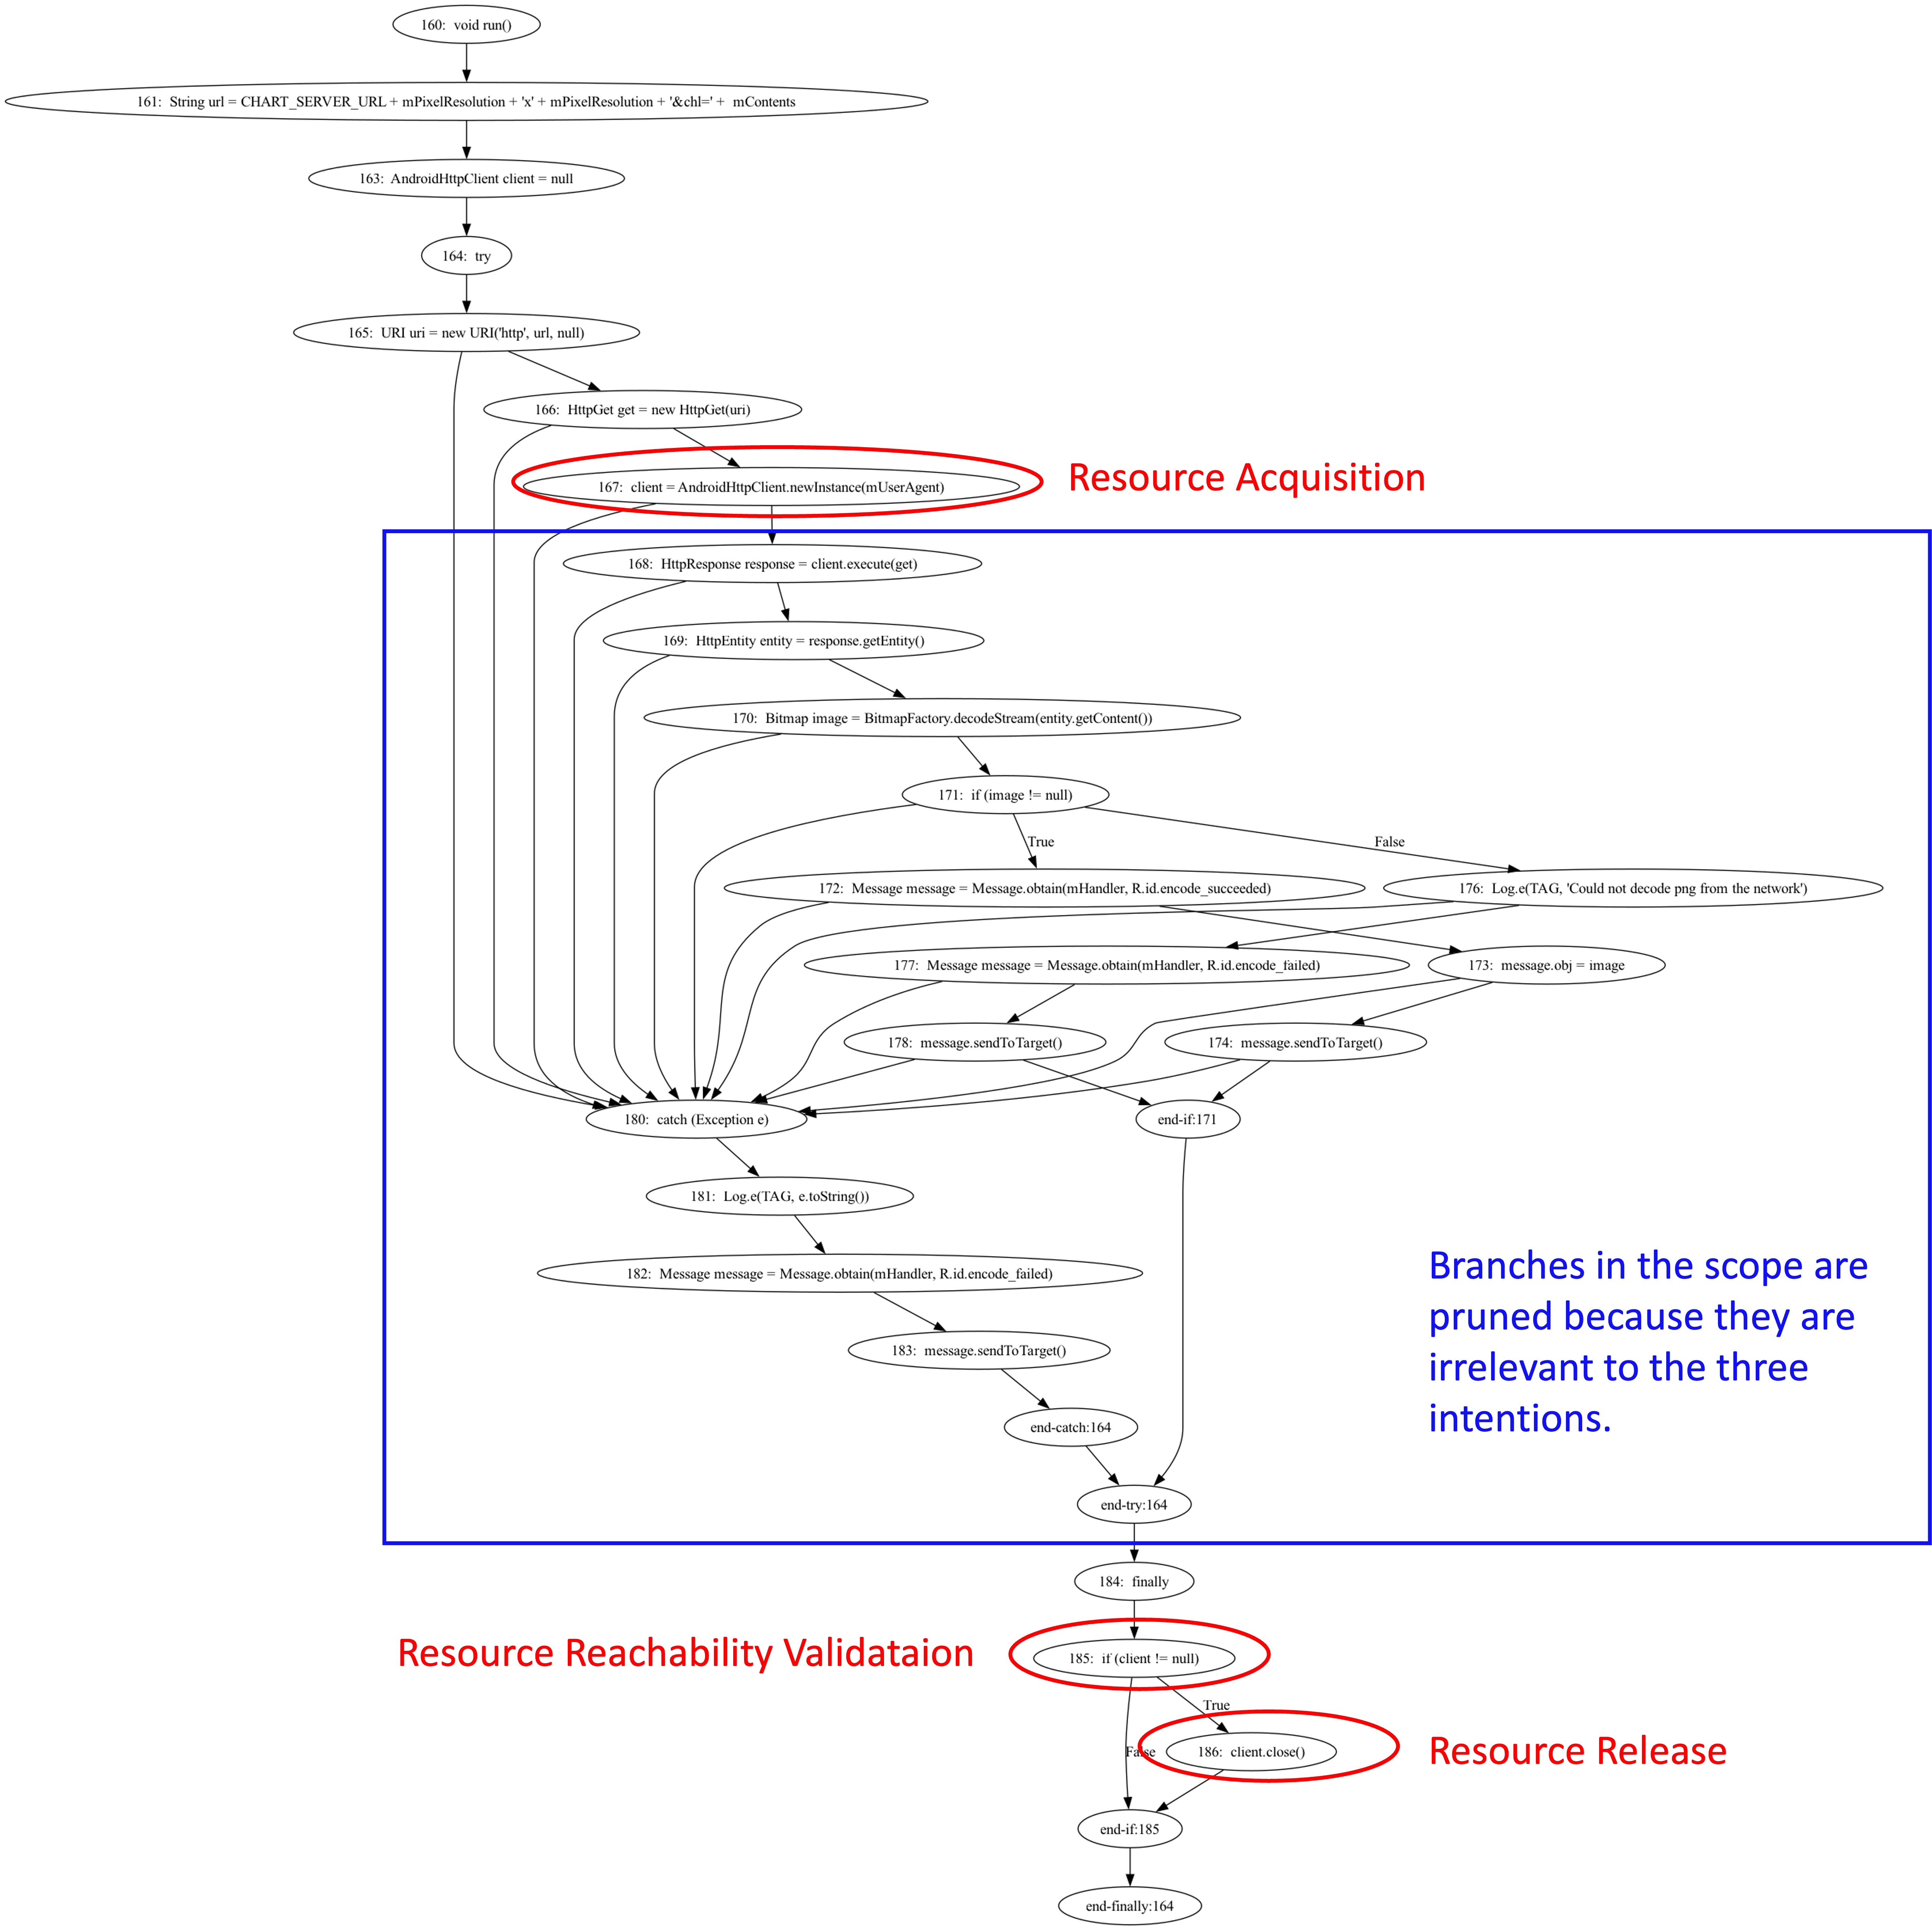 160:  void run()
161:  String url = CHART_SERVER_URL + mPixelResolution + 'x' + mPixelResolution + '&chl=' +  mContents
163:  AndroidHttpClient client = null
164:  try
165:  URI uri = new URI('http', url, null)
166:  HttpGet get = new HttpGet(uri)
167:  client = AndroidHttpClient.newInstance(mUserAgent)
Resource Acquisition
168:  HttpResponse response = client.execute(get)
169:  HttpEntity entity = response.getEntity()
170:  Bitmap image = BitmapFactory.decodeStream(entity.getContent())
171:  if (image != null)
True
False
172:  Message message = Message.obtain(mHandler, R.id.encode_succeeded)
176:  Log.e(TAG, 'Could not decode png from the network')
177:  Message message = Message.obtain(mHandler, R.id.encode_failed)
173:  message.obj = image
178:  message.sendToTarget()
174:  message.sendToTarget()
180:  catch (Exception e)
end-if:171
181:  Log.e(TAG, e.toString())
182:  Message message = Message.obtain(mHandler, R.id.encode_failed)
Branches in the scope are
pruned because they are
irrelevant to the three
intentions.
183:  message.sendToTarget()
end-catch:164
end-try:164
184:  finally
Resource Reachability Validataion
185:  if (client != null)
True
False
186:  client.close()
Resource Release
end-if:185
end-finally:164